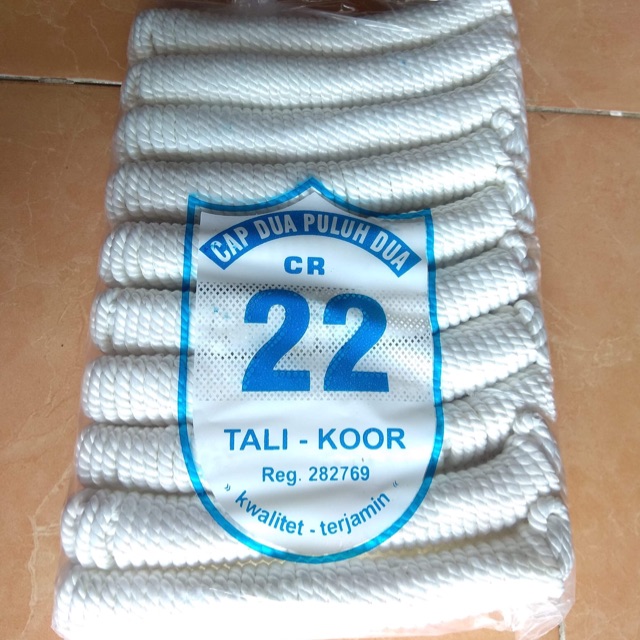 CAP DUA PULUH DUA
CR
22
TALI - KOOR
Reg. 282769
" kwalitet - terjamin "